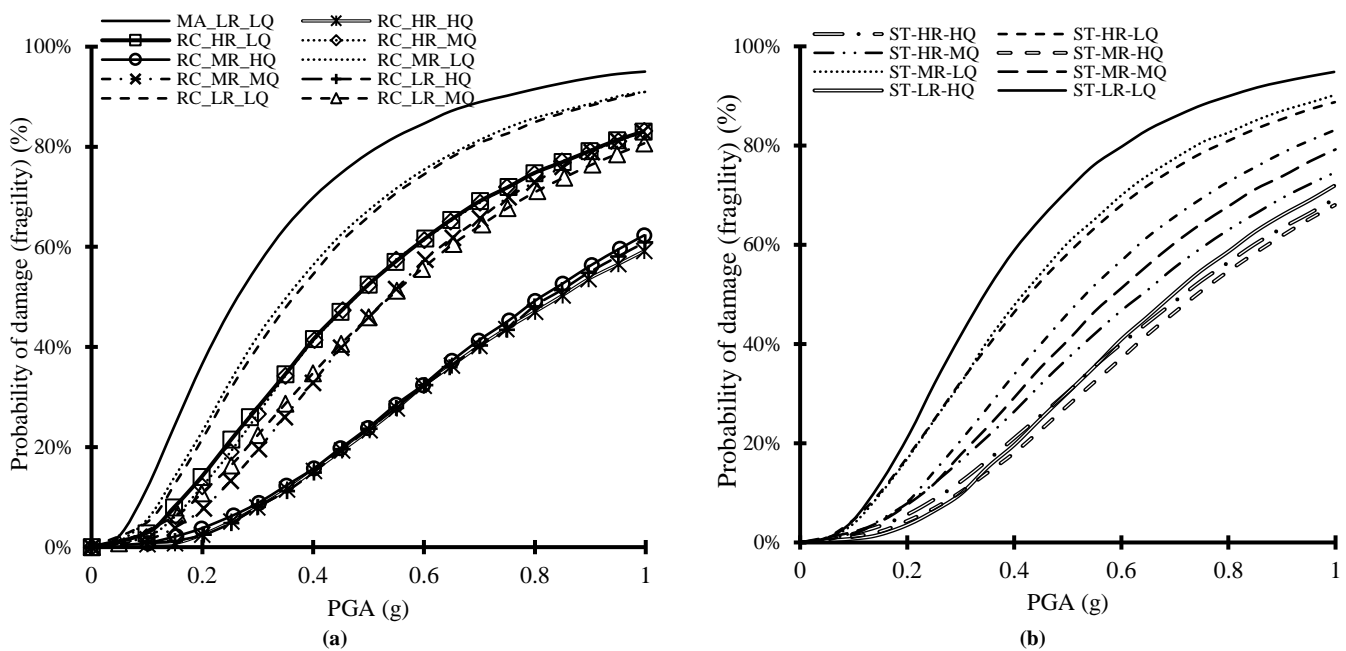 MA_LR_LQ RC_HR_HQ
RC_HR_LQ RC_HR_MQ
RC_MR_HQ RC_MR_LQ
RC_MR_MQ RC_LR_HQ
RC_LR_LQ RC_LR_MQ
Probability of damage (fragility) (%)
100%
80%
60%
40%
20%
0%
0 0.2 0.4 0.6 0.8 1
PGA (g)
(a)
ST-HR-HQ ST-HR-LQ
ST-HR-MQ ST-MR-HQ
ST-MR-LQ ST-MR-MQ
ST-LR-HQ ST-LR-LQ
Probability of damage (fragility) (%)
100%
80%
60%
40%
20%
0%
0 0.2 0.4 0.6 0.8 1
PGA (g)
(b)